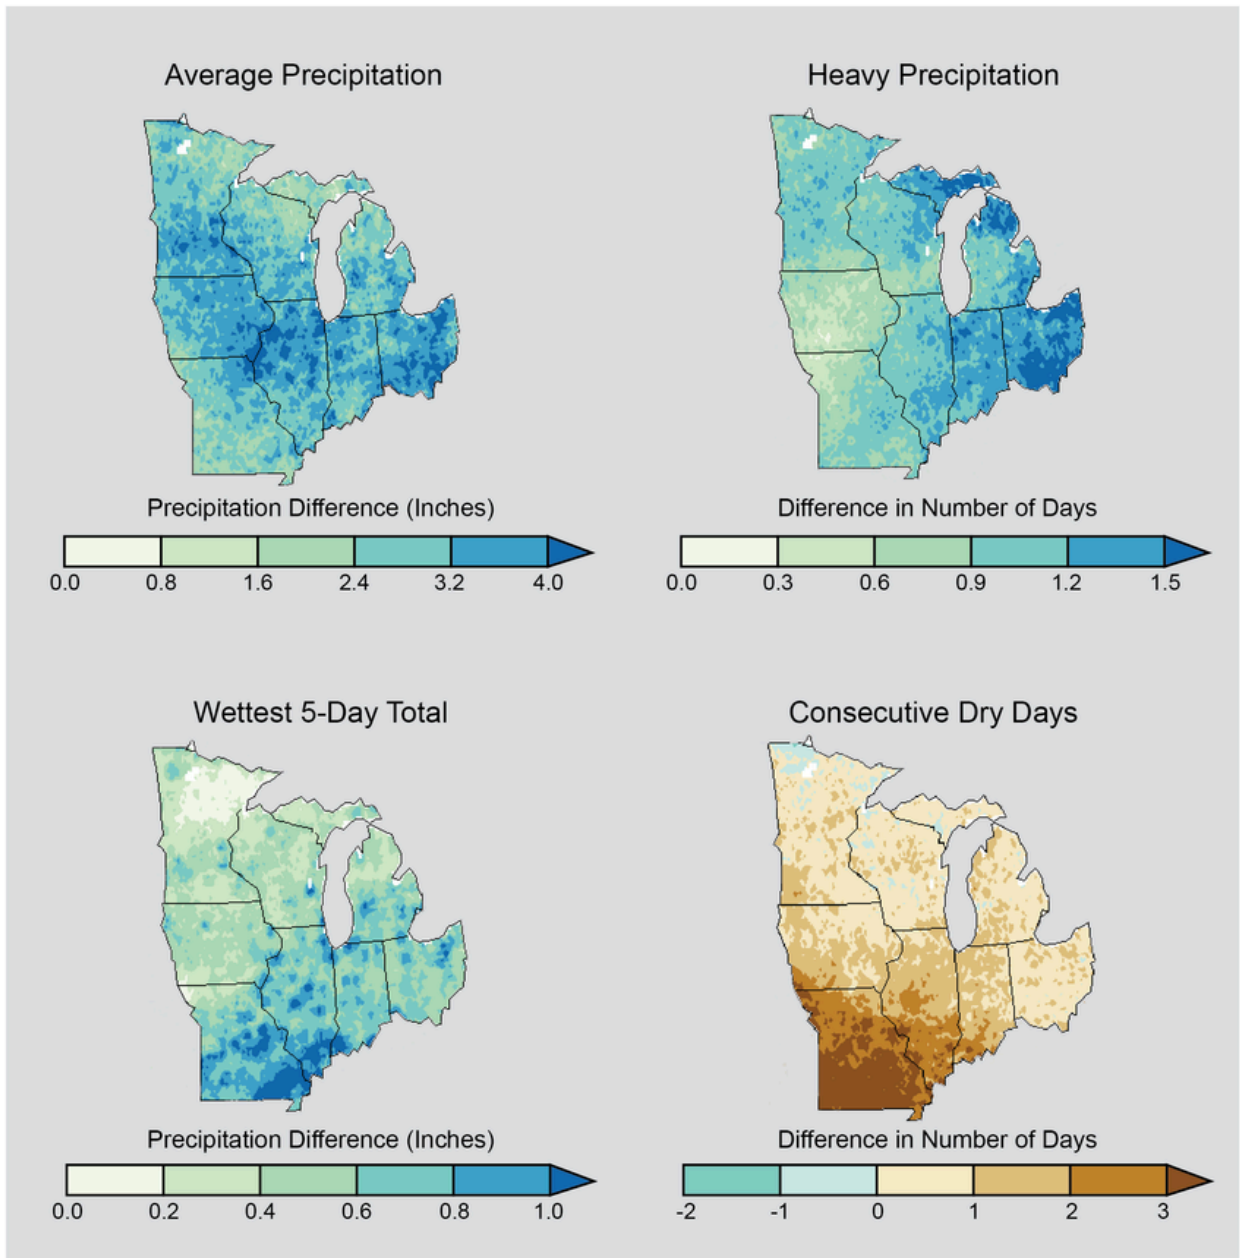 Average Precipitation
Heavy Precipitation
Precipitation Difference (Inches)
0.0 0.8 1.6 2.4 3.2 4.0
Difference in Number of Days
0.0 0.3 0.6 0.9 1.2 1.5
Wettest 5-Day Total
Consecutive Dry Days
Precipitation Difference (Inches)
0.0 0.2 0.4 0.6 0.8 1.0
Difference in Number of Days
-2 -1 0 1 2 3